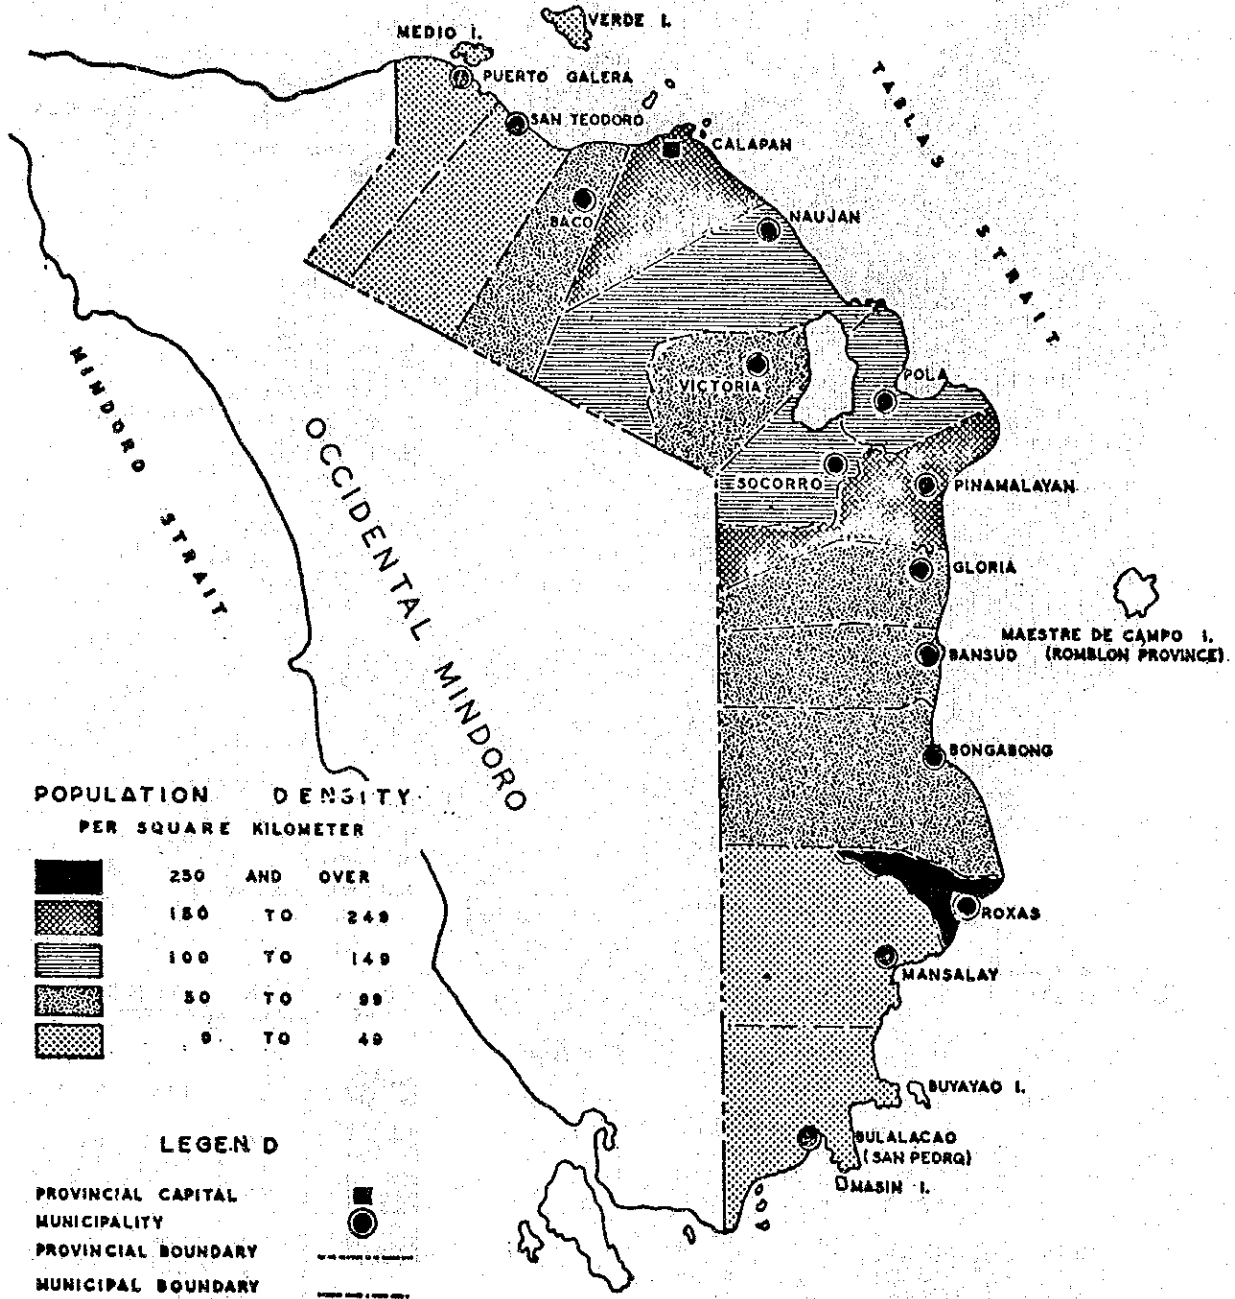 VERDE I.
MEDIO I.
PUERTO GALERA
SAN TEODORO
CALAPAN
TABLAS STRAIT
BACO
NAUJAN
VICTORIA
POLA
MINDORO STRAIT
OCCIDENTAL MINDORO
SOCORRO
PINAMALAYAN
GLORIA
MAESTRE DE CAMPO I.
(ROMBLON PROVINCE)
BANSUD
BONGABONG
ROXAS
MANSALAY
BUYAYAO I.
BULALACAO
(SAN PEDRO)
MASIN I.
POPULATION DENSITY
PER SQUARE KILOMETER
250 AND OVER
150 TO 249
100 TO 149
50 TO 99
0 TO 49
LEGEND
PROVINCIAL CAPITAL
MUNICIPALITY
PROVINCIAL BOUNDARY
MUNICIPAL BOUNDARY